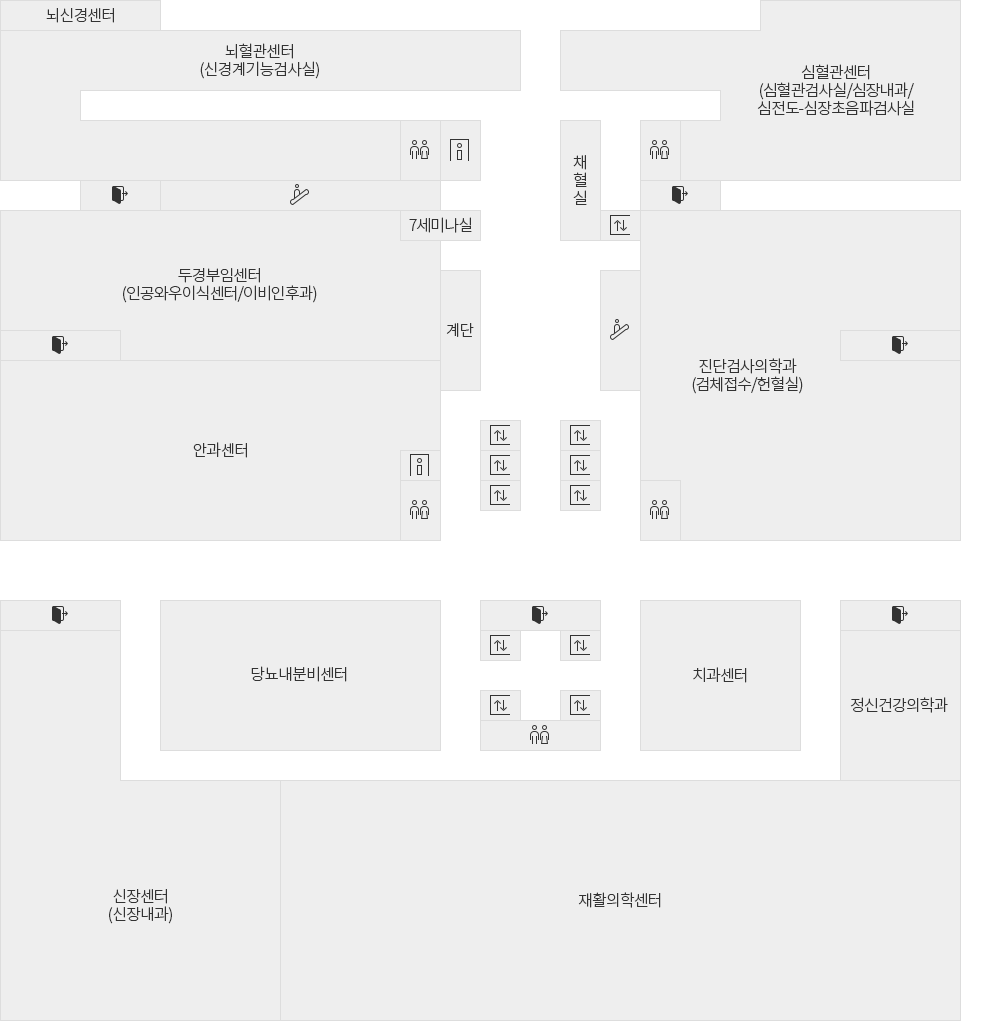 뇌신경센터
뇌혈관센터
(신경계기능검사실)
심혈관센터
(심혈관검사실/심장내과/
심전도-심장초음파검사실
채
혈
실
7세미나실
두경부임센터
(인공와우이식센터/이비인후과)
계단
진단검사의학과
(검체접수/헌혈실)
안과센터
당뇨내분비센터
치과센터
정신건강의학과
신장센터
(신장내과)
재활의학센터